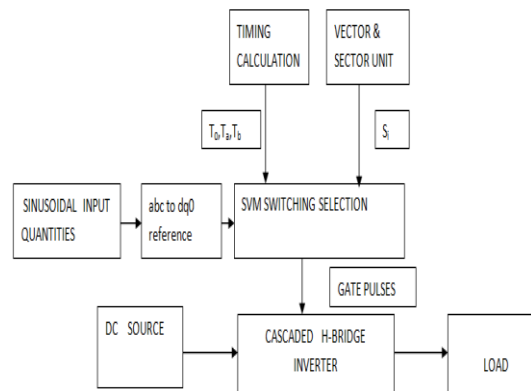 TIMING
CALCULATION
VECTOR &
SECTOR UNIT
T₀,Tₐ,T_b
Sᵢ
SINUSOIDAL INPUT
QUANTITIES
abc to dq0
reference
SVM SWITCHING SELECTION
GATE PULSES
DC SOURCE
CASCADED H-BRIDGE
INVERTER
LOAD